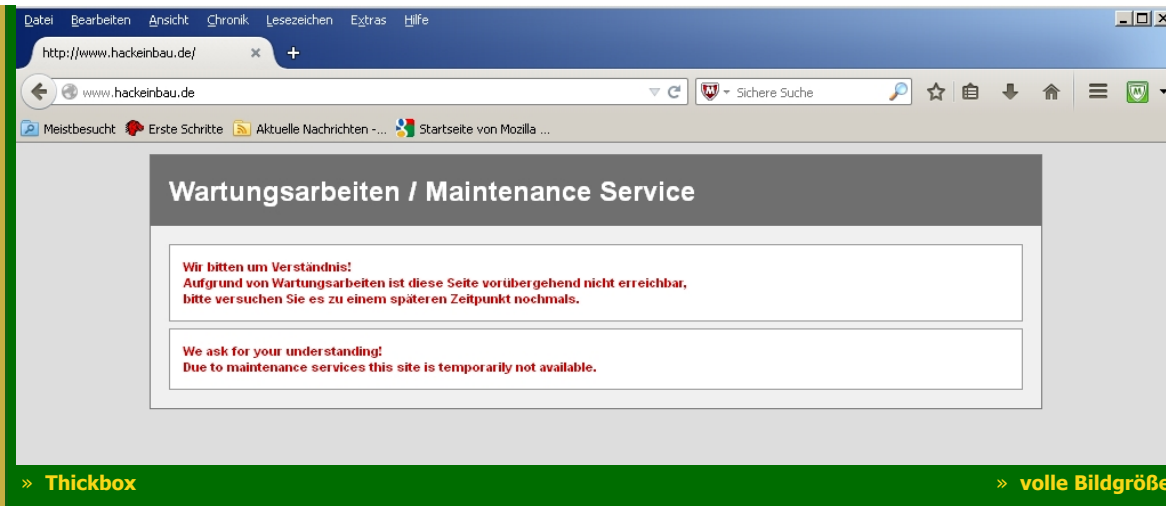 Datei Bearbeiten Ansicht Chronik Lesezeichen Extras Hilfe
http://www.hackeinbau.de/
www.hackeinbau.de Sichere Suche
Meistbesucht Erste Schritte Aktuelle Nachrichten -... Startseite von Mozilla ...
Wartungsarbeiten / Maintenance Service
Wir bitten um Verständnis!
Aufgrund von Wartungsarbeiten ist diese Seite vorübergehend nicht erreichbar,
bitte versuchen Sie es zu einem späteren Zeitpunkt nochmals.
We ask for your understanding!
Due to maintenance services this site is temporarily not available.
» Thickbox » volle Bildgröße